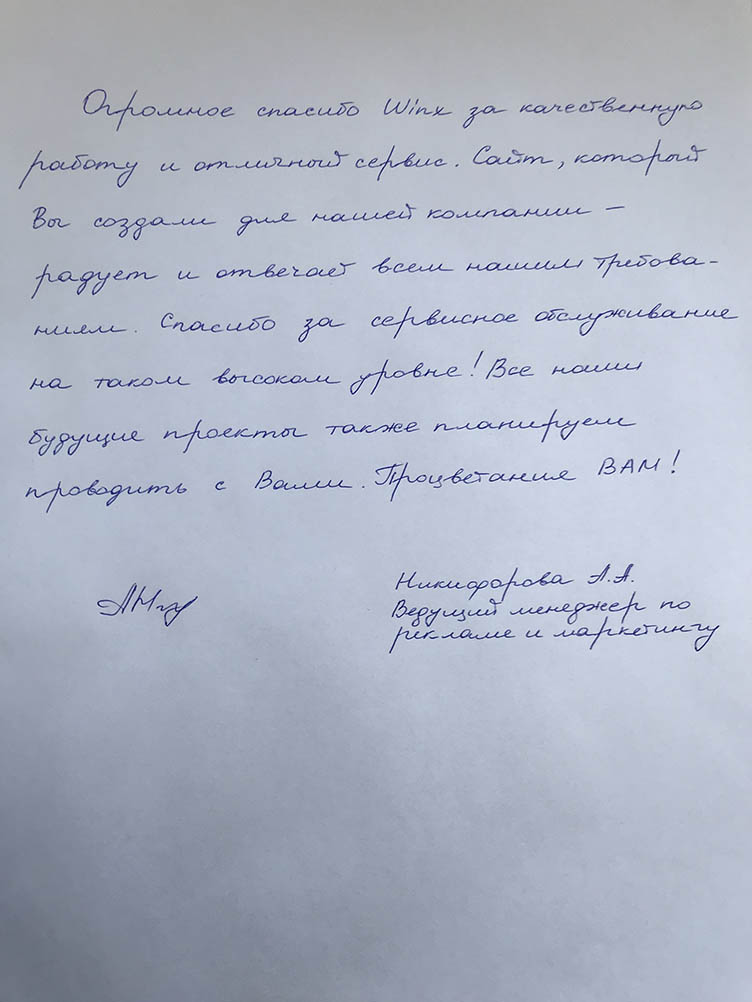 Огромное спасибо Winx за качественную
работу и отличный сервис. Сайт, который
Вы создали для нашей компании –
радует и отвечает всем нашим требова-
ниям. Спасибо за сервисное обслуживание
на таком высоком уровне! Все наши
будущие проекты также планируем
проводить с Вами. Процветания ВАМ!
Никифорова А.А.
Ведущий менеджер по
рекламе и маркетингу